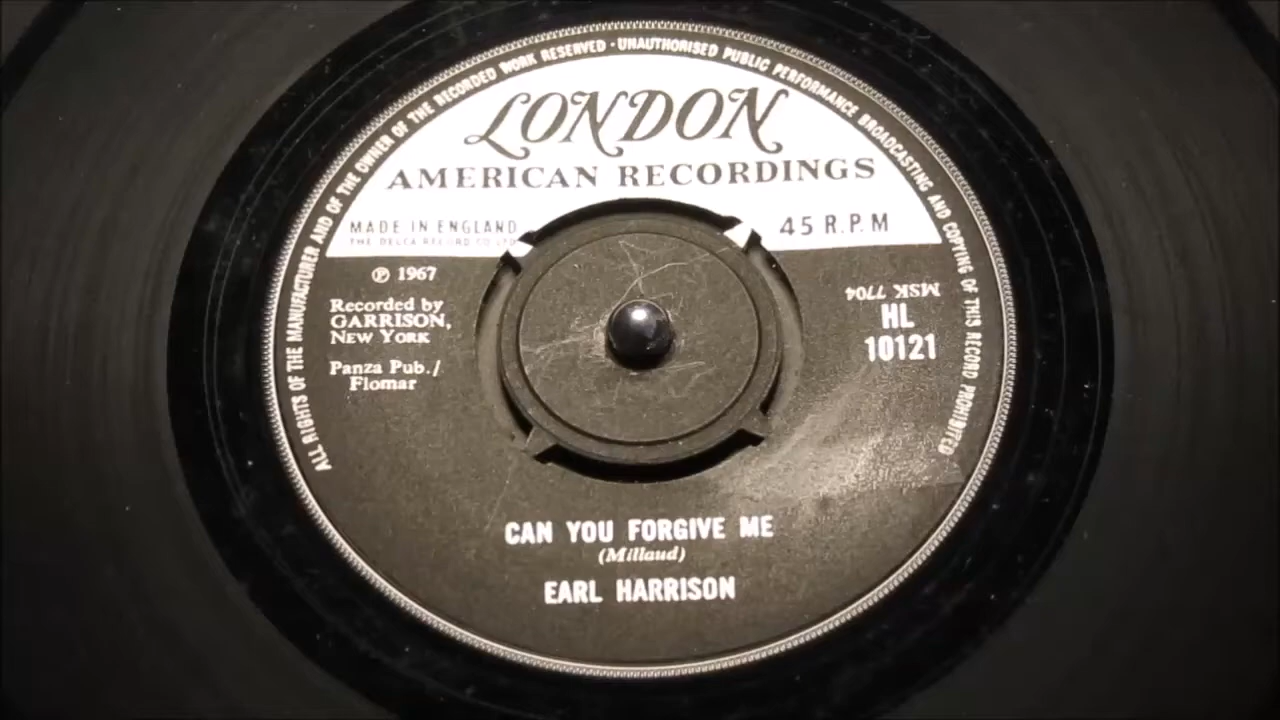 ALL RIGHTS OF THE MANUFACTURER AND OF THE OWNER OF THE RECORDED WORK RESERVED · UNAUTHORISED PUBLIC PERFORMANCE BROADCASTING AND COPYING OF THIS RECORD PROHIBITED
LONDON
AMERICAN RECORDINGS
MADE IN ENGLAND
THE DECCA RECORD CO LTD
45 R.P.M
℗ 1967
Recorded by
GARRISON,
NEW YORK
Panza Pub./
Flomar
MSK 7704
HL
10121
CAN YOU FORGIVE ME
(Millaud)
EARL HARRISON